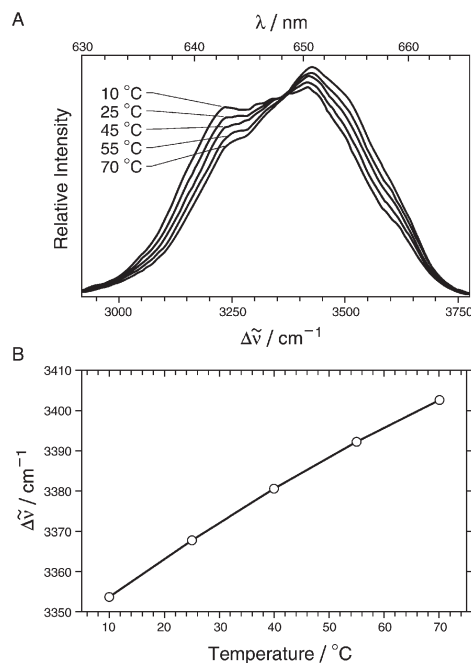 A
λ / nm
630 640 650 660
10 °C
25 °C
45 °C
55 °C
70 °C
Relative Intensity
3000 3250 3500 3750
Δν̃ / cm⁻¹
B
3410
3400
3390
3380
3370
3360
3350
Δν̃ / cm⁻¹
10 20 30 40 50 60 70
Temperature / °C